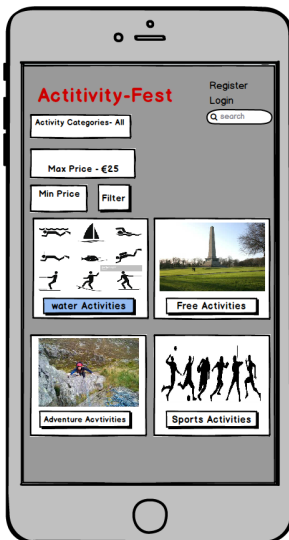 Actitivity-Fest
Register
Login
search
Activity Categories- All
Max Price - €25
Min Price
Filter
water Activities
Free Activities
Adventure Acvtivities
Sports Activities